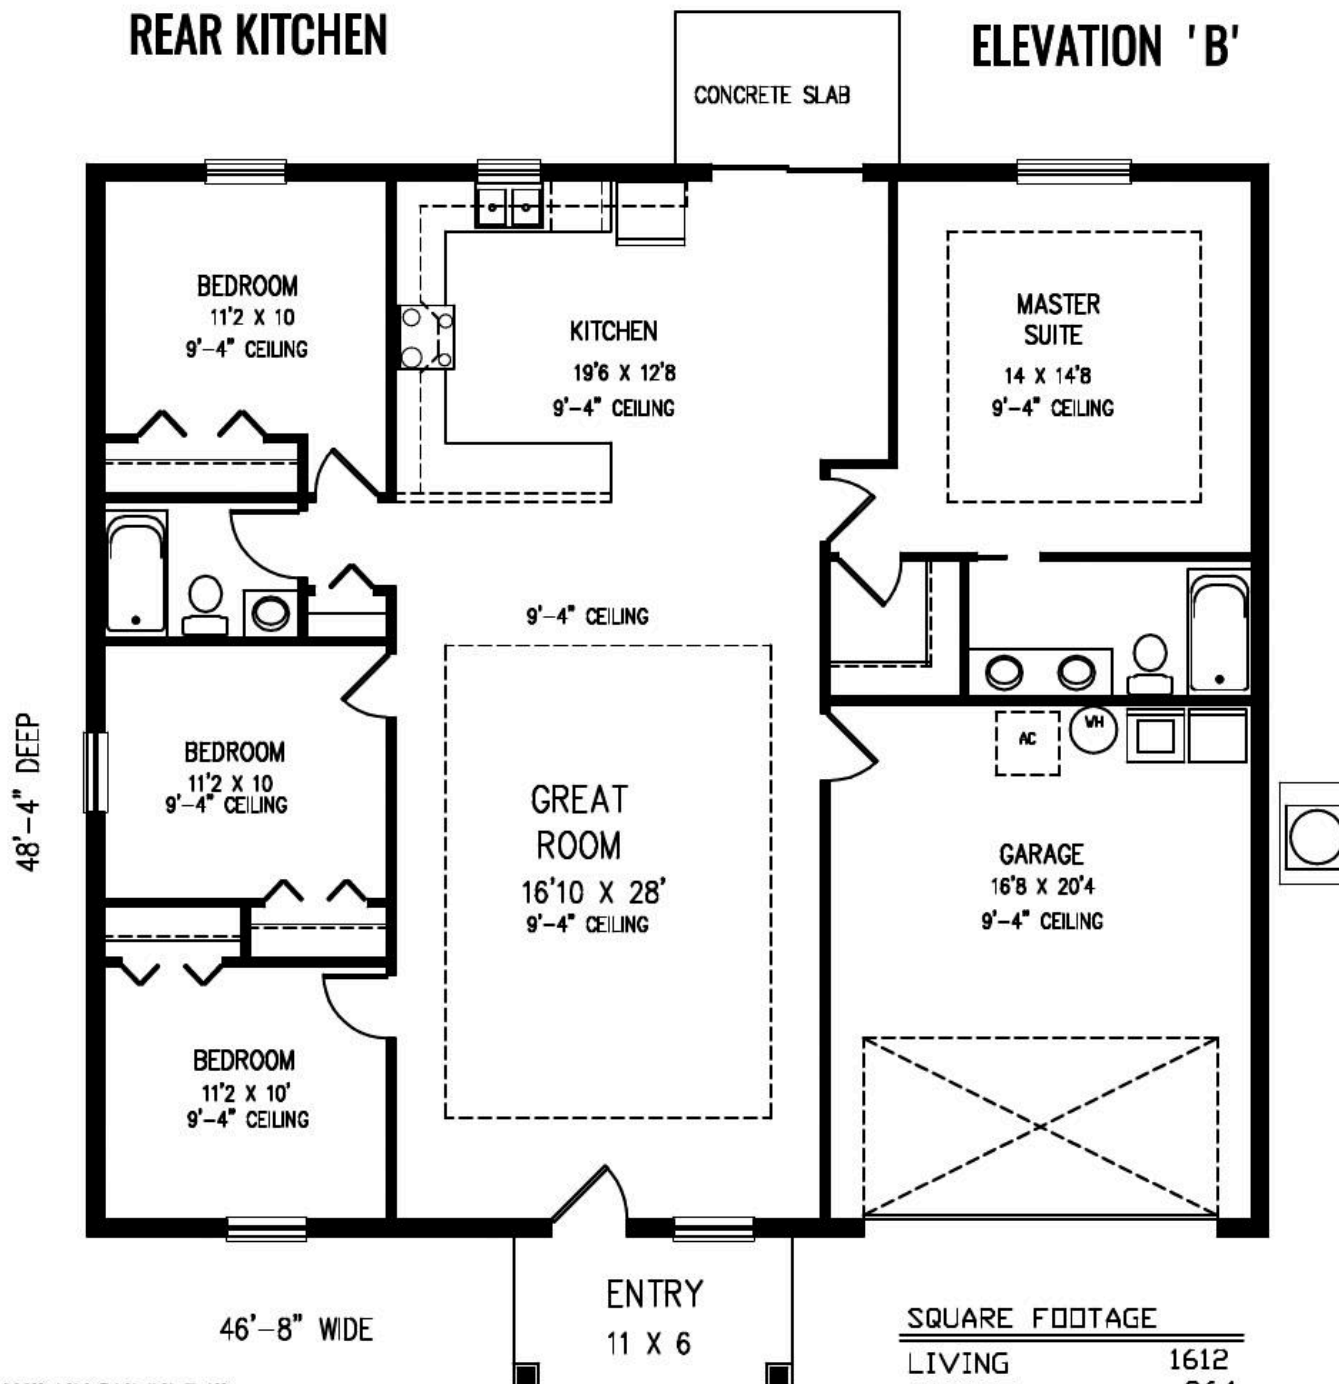 REAR KITCHEN
ELEVATION 'B'
CONCRETE SLAB
BEDROOM
11'2 X 10
9'-4" CEILING
KITCHEN
19'6 X 12'8
9'-4" CEILING
MASTER
SUITE
14 X 14'8
9'-4" CEILING
9'-4" CEILING
48'-4" DEEP
BEDROOM
11'2 X 10
9'-4" CEILING
GREAT
ROOM
16'10 X 28'
9'-4" CEILING
AC
WH
GARAGE
16'8 X 20'4
9'-4" CEILING
BEDROOM
11'2 X 10'
9'-4" CEILING
46'-8" WIDE
ENTRY
11 X 6
SQUARE FOOTAGE
LIVING 1612